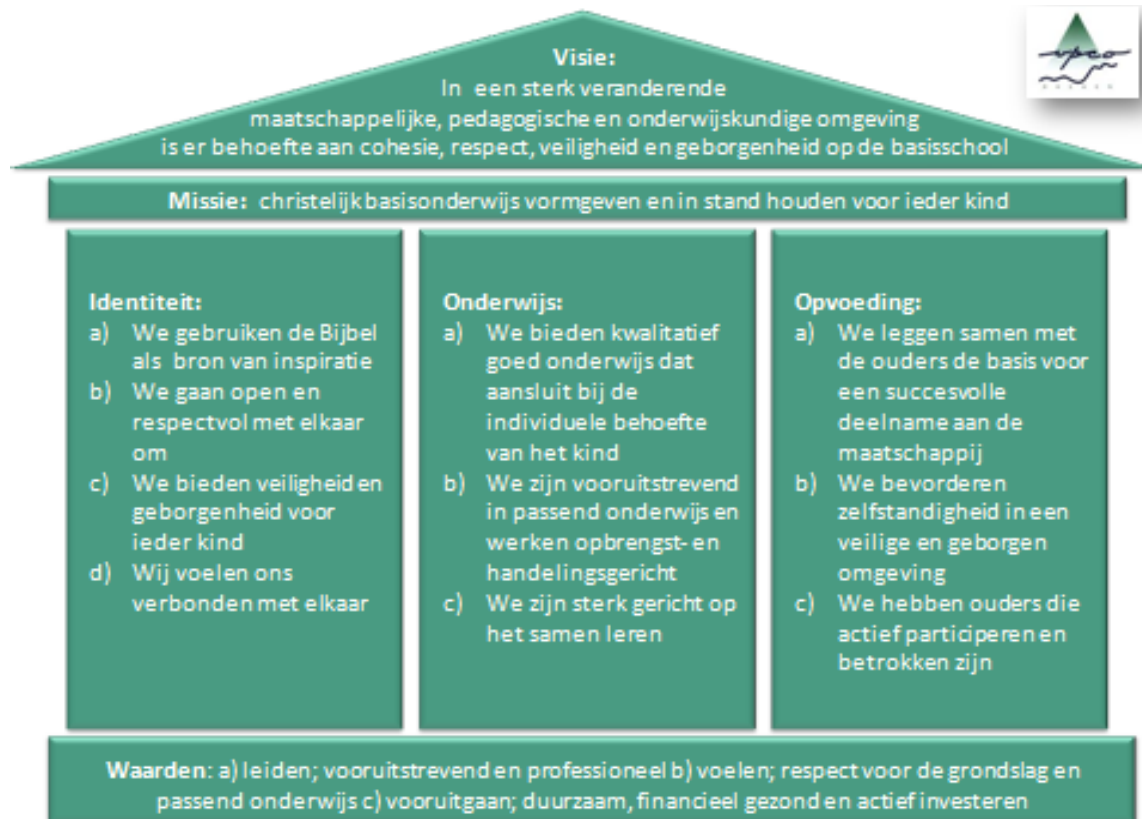 Visie:
In een sterk veranderende
maatschappelijke, pedagogische en onderwijskundige omgeving
is er behoefte aan cohesie, respect, veiligheid en geborgenheid op de basisschool
vpco
Missie: christelijk basisonderwijs vormgeven en in stand houden voor ieder kind
Identiteit:
a) We gebruiken de Bijbel
als bron van inspiratie
b) We gaan open en
respectvol met elkaar
om
c) We bieden veiligheid en
geborgenheid voor
ieder kind
d) Wij voelen ons
verbonden met elkaar
Onderwijs:
a) We bieden kwalitatief
goed onderwijs dat
aansluit bij de
individuele behoefte
van het kind
b) We zijn vooruitstrevend
in passend onderwijs en
werken opbrengst- en
handelingsgericht
c) We zijn sterk gericht op
het samen leren
Opvoeding:
a) We leggen samen met
de ouders de basis voor
een succesvolle
deelname aan de
maatschappij
b) We bevorderen
zelfstandigheid in een
veilige en geborgen
omgeving
c) We hebben ouders die
actief participeren en
betrokken zijn
Waarden: a) leiden; vooruitstrevend en professioneel b) voelen; respect voor de grondslag en
passend onderwijs c) vooruitgaan; duurzaam, financieel gezond en actief investeren